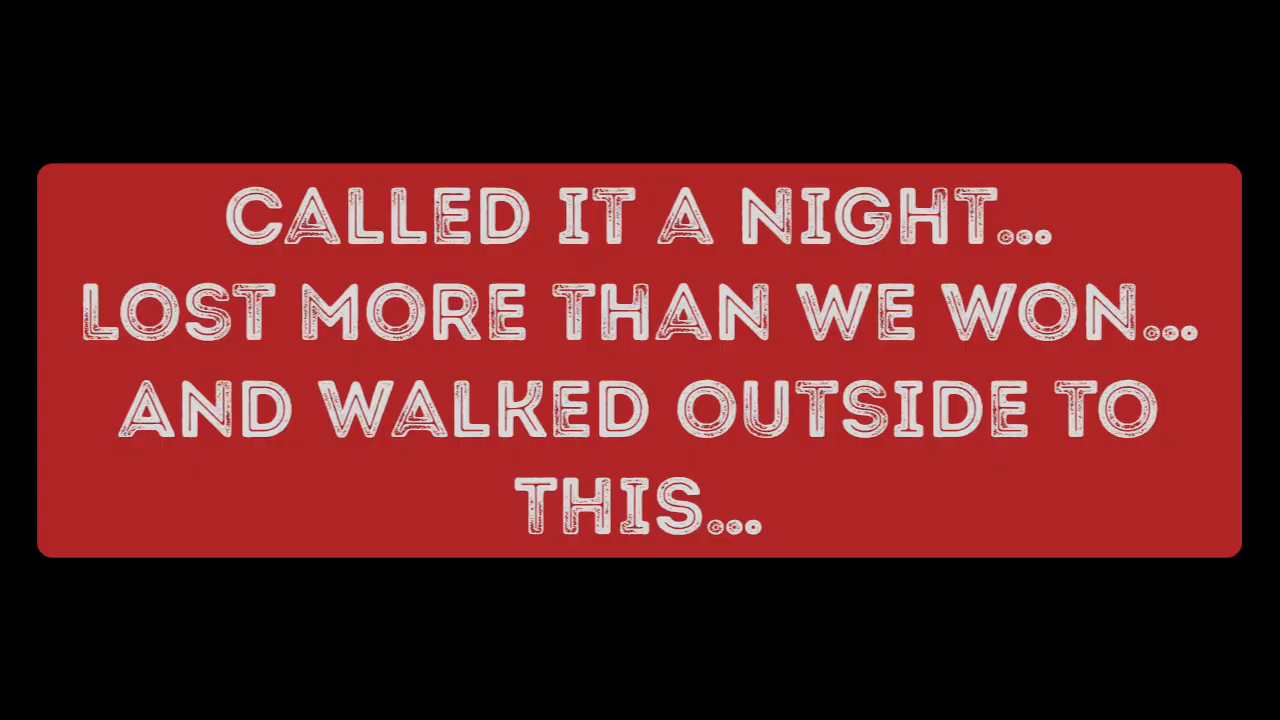 CALLED IT A NIGHT...
LOST MORE THAN WE WON...
AND WALKED OUTSIDE TO
THIS...